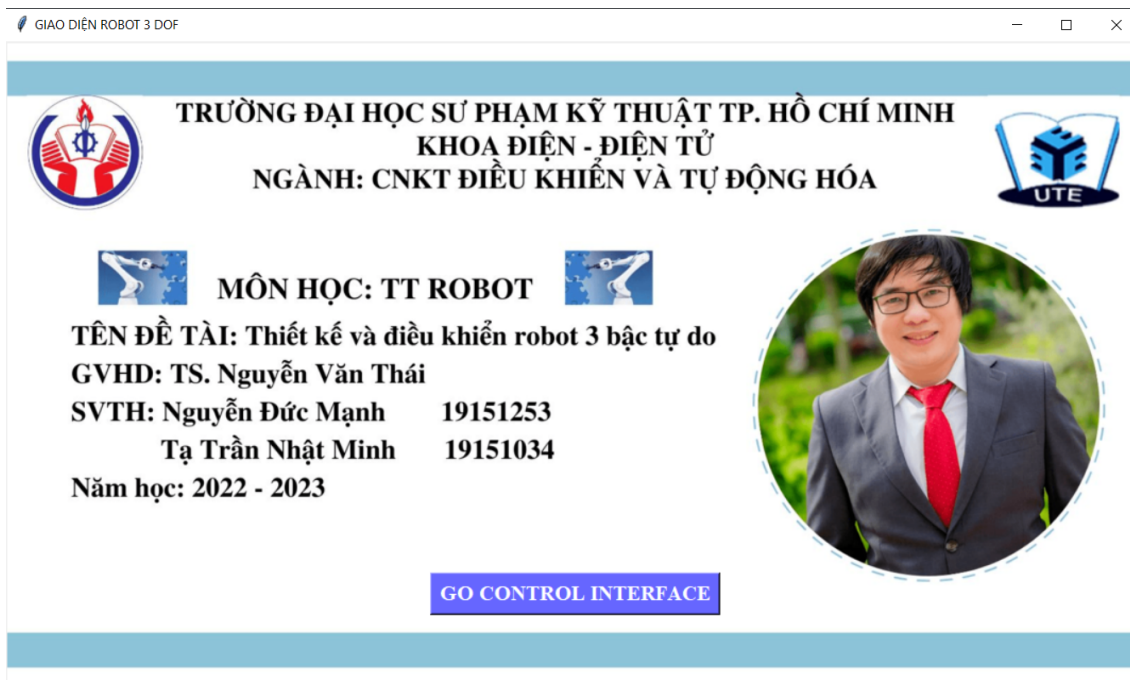 GIAO DIỆN ROBOT 3 DOF
TRƯỜNG ĐẠI HỌC SƯ PHẠM KỸ THUẬT TP. HỒ CHÍ MINH
KHOA ĐIỆN - ĐIỆN TỬ
NGÀNH: CNKT ĐIỀU KHIỂN VÀ TỰ ĐỘNG HÓA
UTE
MÔN HỌC: TT ROBOT
TÊN ĐỀ TÀI: Thiết kế và điều khiển robot 3 bậc tự do
GVHD: TS. Nguyễn Văn Thái
SVTH: Nguyễn Đức Mạnh 19151253
Tạ Trần Nhật Minh 19151034
Năm học: 2022 - 2023
GO CONTROL INTERFACE